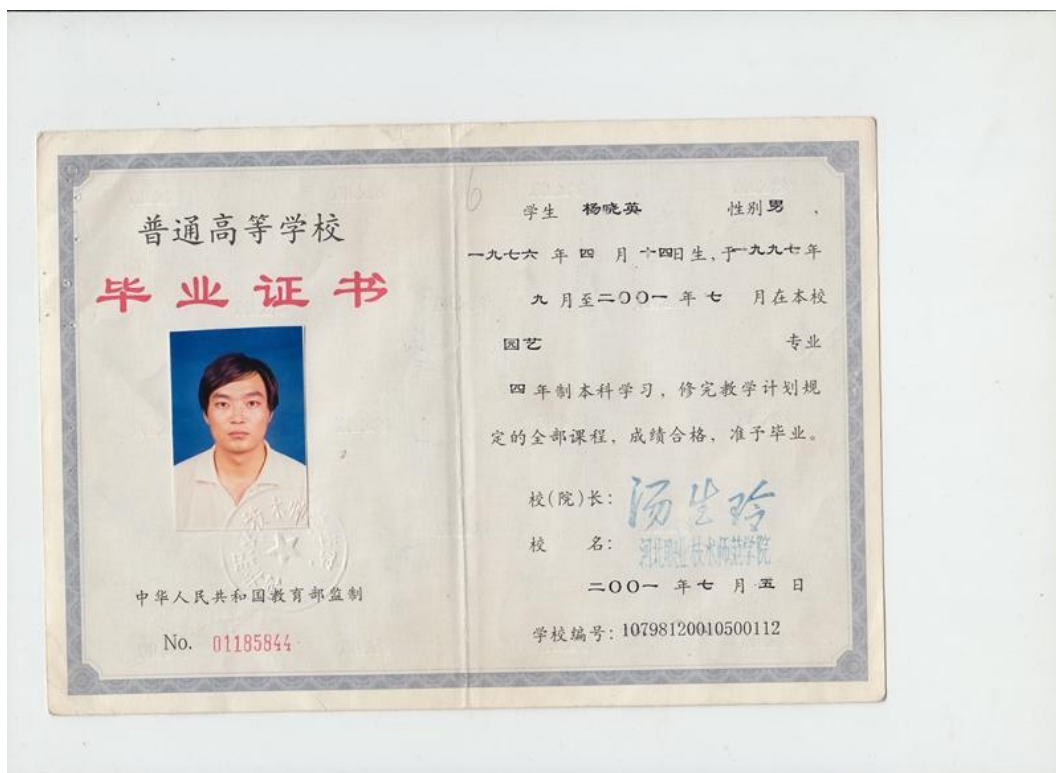 普通高等学校
毕业证书
中华人民共和国教育部监制
No. 01185844
6
学生 杨晓英 性别 男 ,
一九七六 年 四 月 十四日生, 于一九九七年
九 月至二〇〇一 年 七 月在本校
园艺 专业
四 年制本科学习, 修完教学计划规
定的全部课程, 成绩合格, 准予毕业。
校(院)长: 汤生玲
校 名: 河北职业技术师范学院
二〇〇一 年 七 月 五 日
学校编号: 107981200105001​12